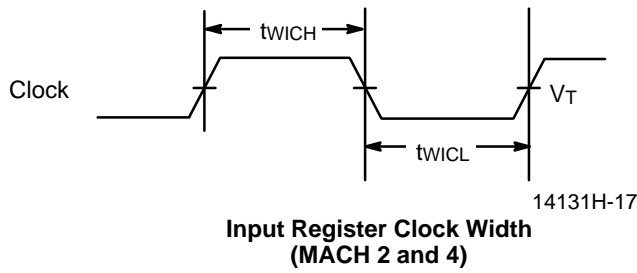 tWICH
Clock
VT
tWICL
14131H-17
Input Register Clock Width
(MACH 2 and 4)